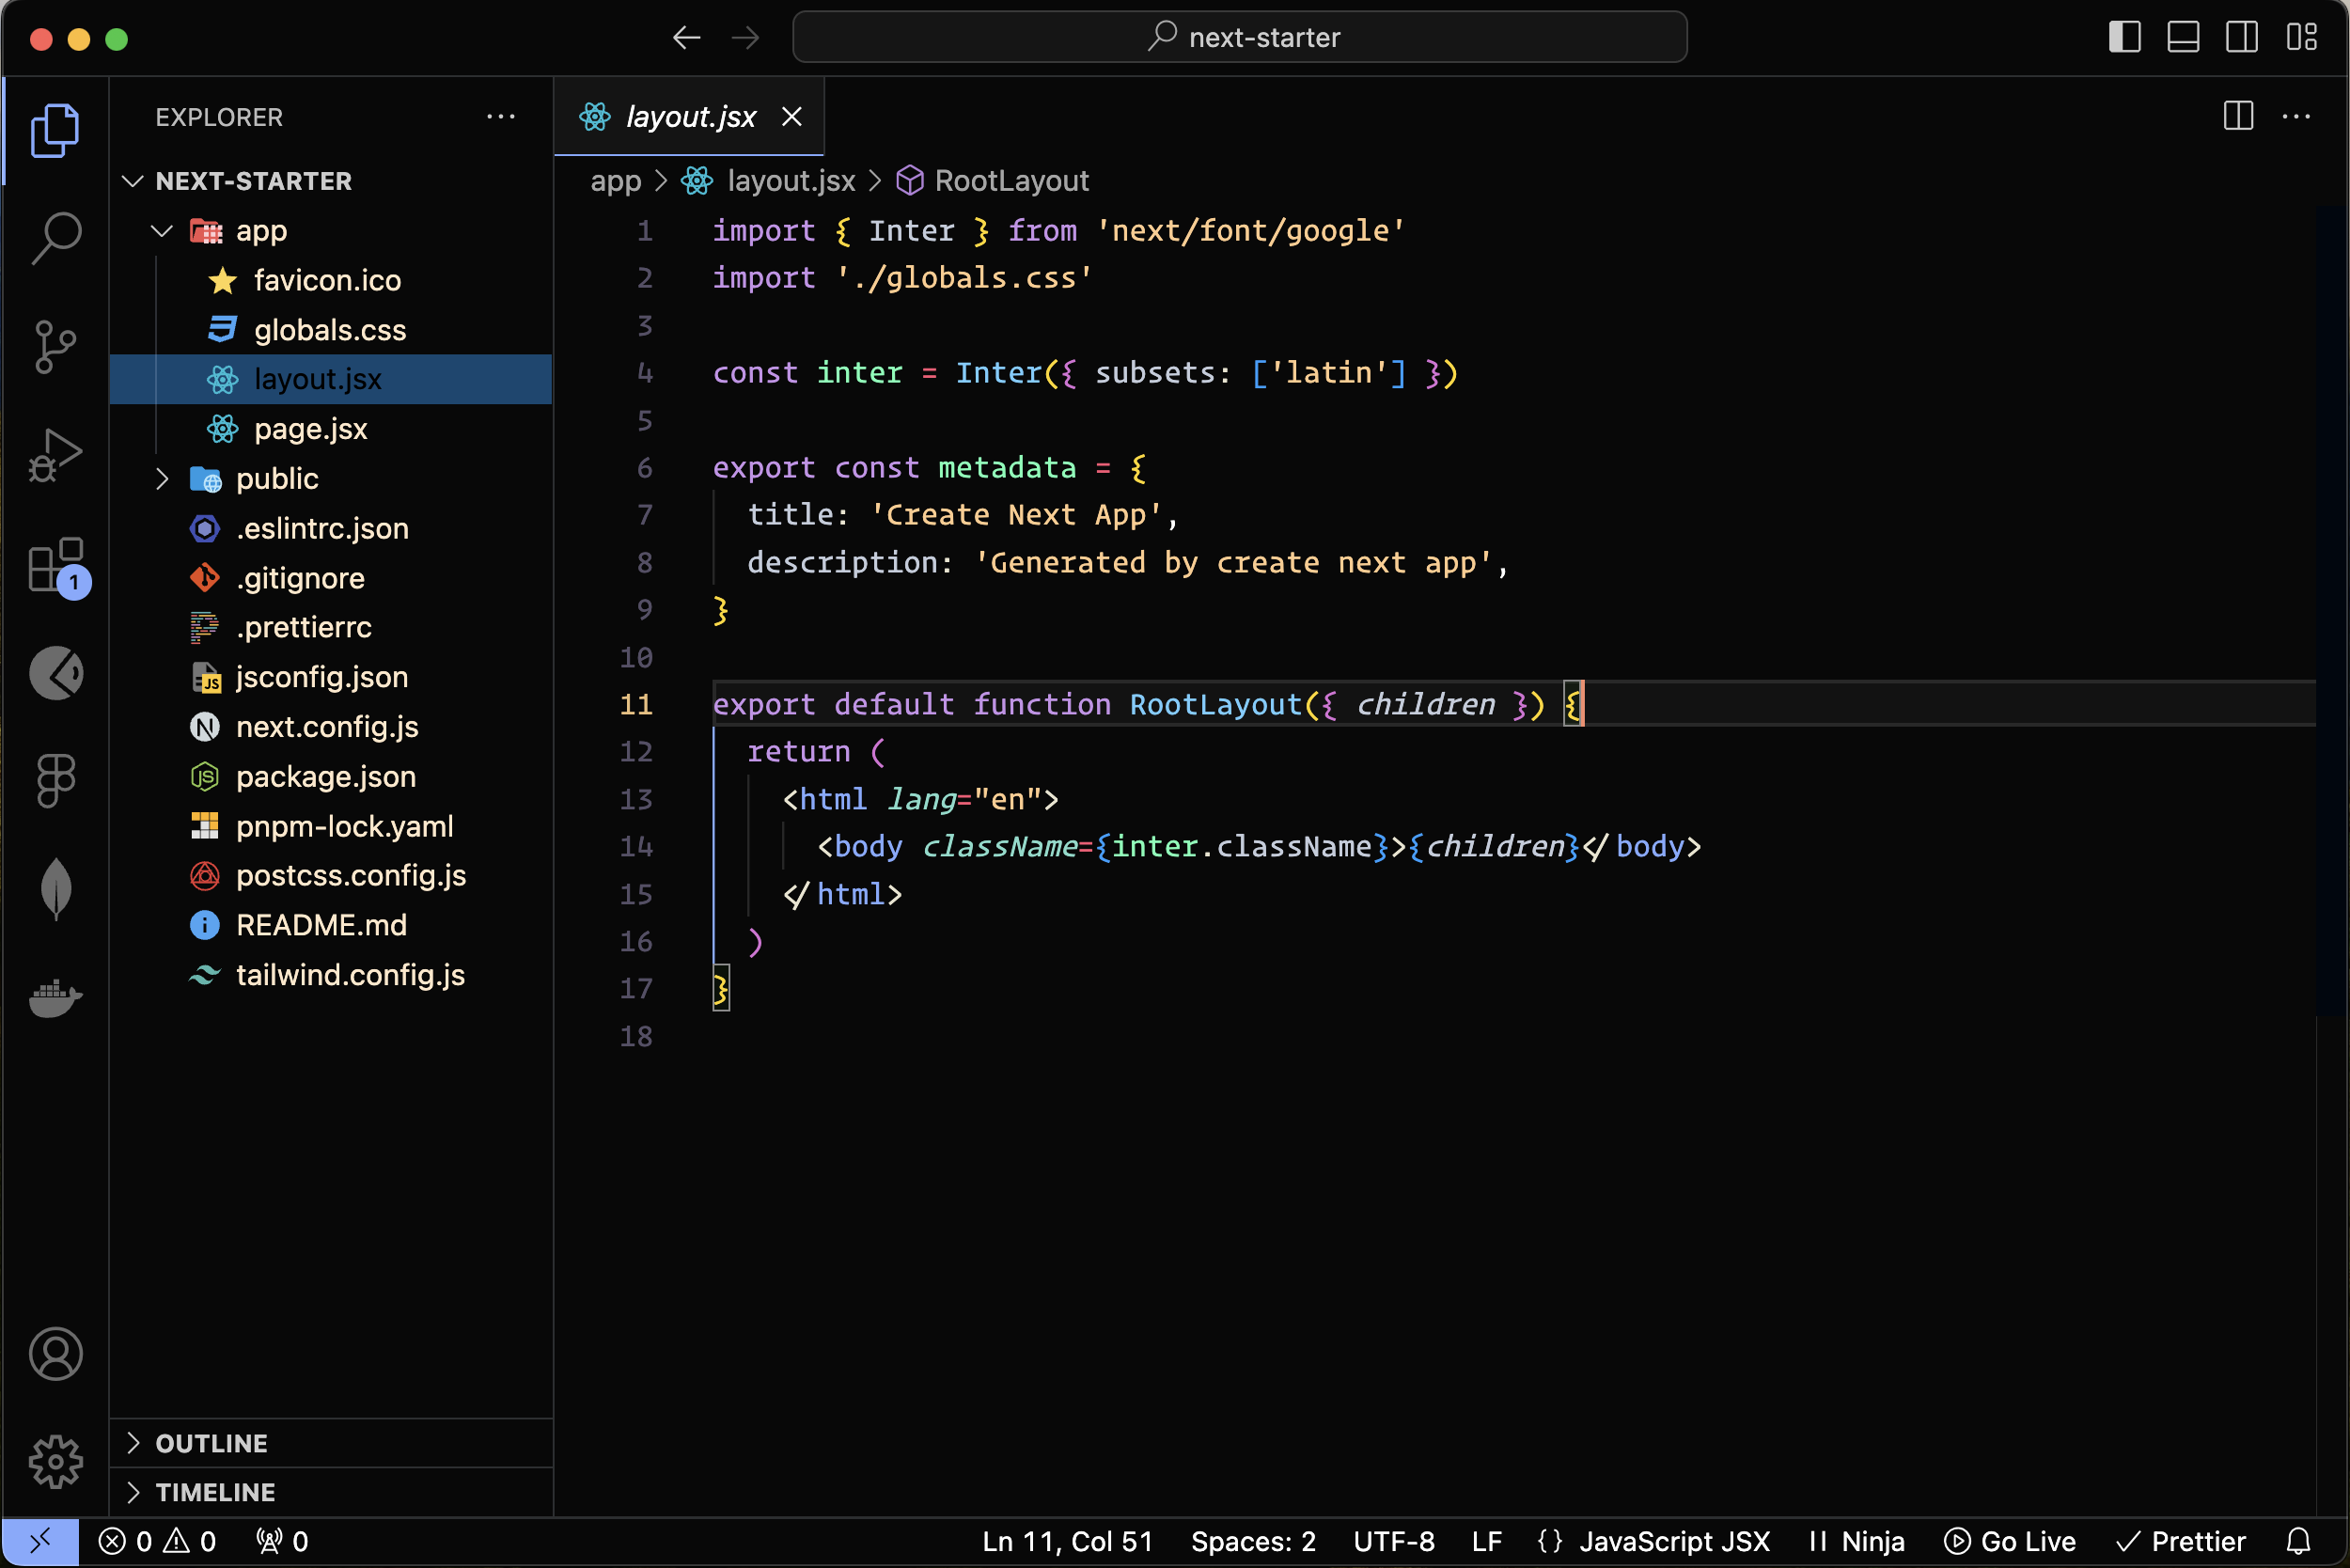 next-starter
EXPLORER
NEXT-STARTER
app
favicon.ico
globals.css
layout.jsx
page.jsx
public
.eslintrc.json
.gitignore
.prettierrc
jsconfig.json
next.config.js
package.json
pnpm-lock.yaml
postcss.config.js
README.md
tailwind.config.js
OUTLINE
TIMELINE
1
layout.jsx
app > layout.jsx > RootLayout
1 import { Inter } from 'next/font/google'
2 import './globals.css'
3
4 const inter = Inter({ subsets: ['latin'] })
5
6 export const metadata = {
7   title: 'Create Next App',
8   description: 'Generated by create next app',
9 }
10
11 export default function RootLayout({ children }) {
12   return (
13     <html lang="en">
14       <body className={inter.className}>{children}</body>
15     </html>
16   )
17 }
18
0 0 0 Ln 11, Col 51 Spaces: 2 UTF-8 LF {} JavaScript JSX Ninja Go Live Prettier